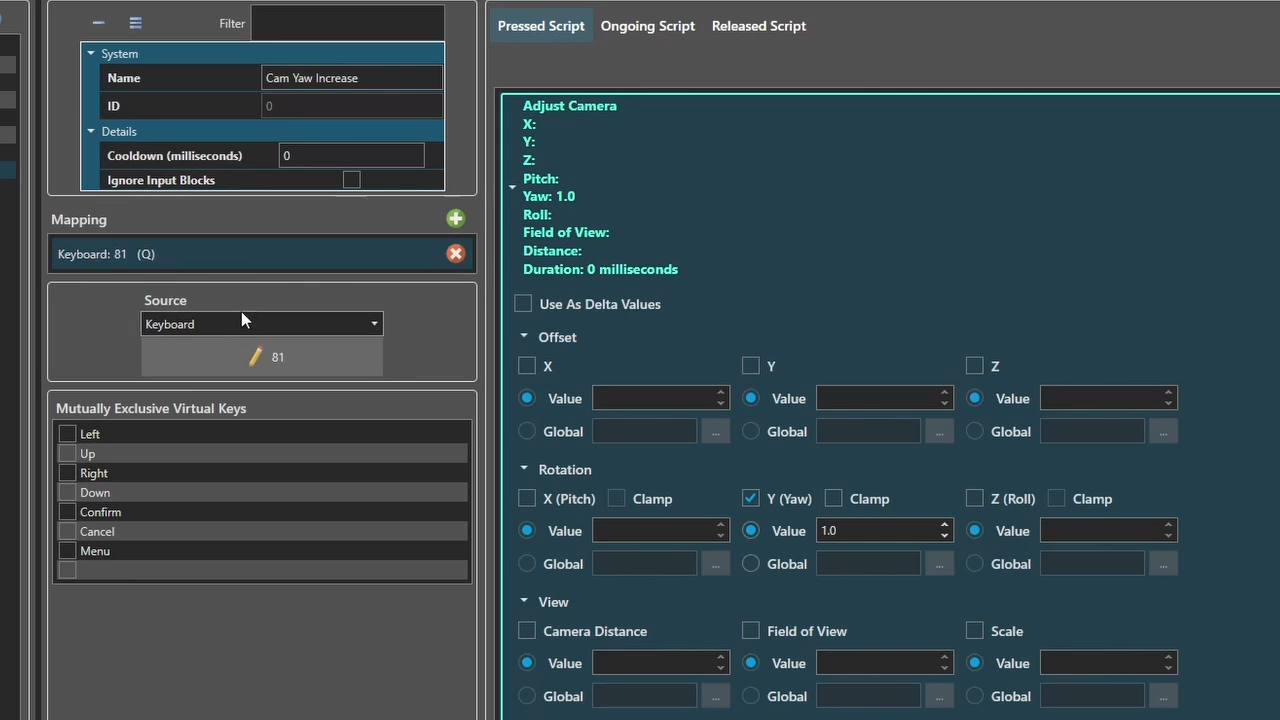 Filter
System
Name Cam Yaw Increase
ID 0
Details
Cooldown (milliseconds) 0
Ignore Input Blocks
Mapping
Keyboard: 81 (Q)
Source
Keyboard
81
Mutually Exclusive Virtual Keys
Left
Up
Right
Down
Confirm
Cancel
Menu
Pressed Script Ongoing Script Released Script
Adjust Camera
X:
Y:
Z:
Pitch:
Yaw: 1.0
Roll:
Field of View:
Distance:
Duration: 0 milliseconds
Use As Delta Values
Offset
X Y Z
Value Value Value
Global ... Global ... Global ...
Rotation
X (Pitch) Clamp Y (Yaw) Clamp Z (Roll) Clamp
Value Value 1.0 Value
Global ... Global ... Global ...
View
Camera Distance Field of View Scale
Value Value Value
Global ... Global ... Global ...